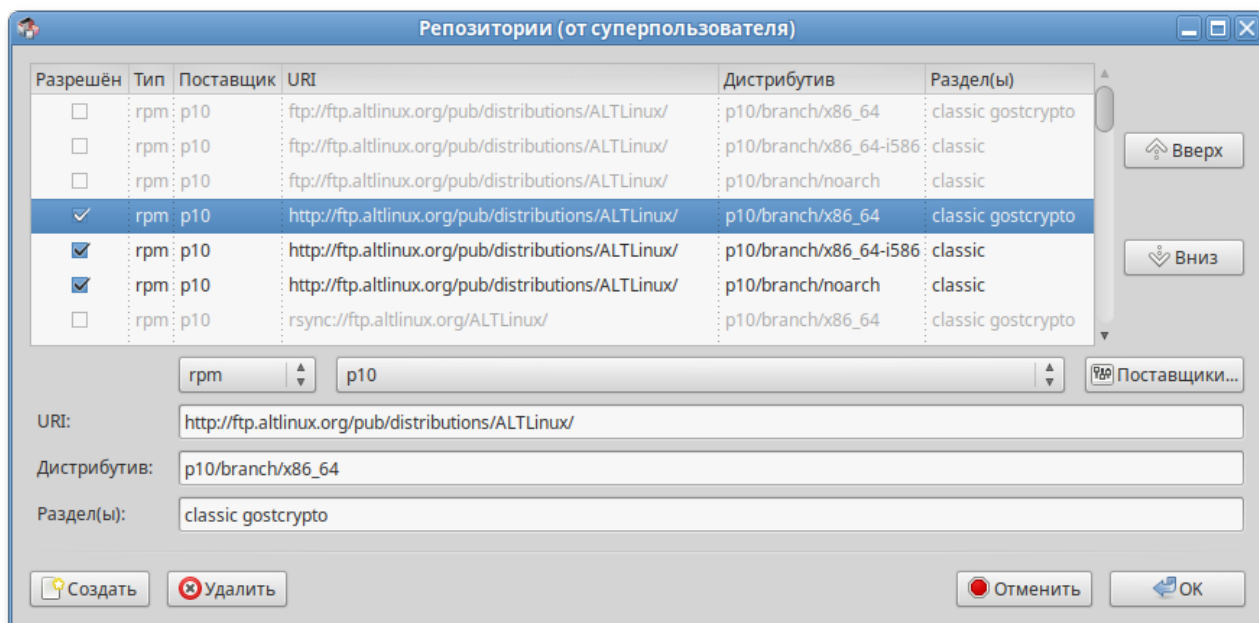 Репозитории (от суперпользователя)
Разрешён Тип Поставщик URI Дистрибутив Раздел(ы)
rpm p10 ftp://ftp.altlinux.org/pub/distributions/ALTLinux/ p10/branch/x86_64 classic gostcrypto
rpm p10 ftp://ftp.altlinux.org/pub/distributions/ALTLinux/ p10/branch/x86_64-i586 classic
rpm p10 ftp://ftp.altlinux.org/pub/distributions/ALTLinux/ p10/branch/noarch classic
rpm p10 http://ftp.altlinux.org/pub/distributions/ALTLinux/ p10/branch/x86_64 classic gostcrypto
rpm p10 http://ftp.altlinux.org/pub/distributions/ALTLinux/ p10/branch/x86_64-i586 classic
rpm p10 http://ftp.altlinux.org/pub/distributions/ALTLinux/ p10/branch/noarch classic
rpm p10 rsync://ftp.altlinux.org/ALTLinux/ p10/branch/x86_64 classic gostcrypto
Вверх
Вниз
rpm p10 Поставщики...
URI: http://ftp.altlinux.org/pub/distributions/ALTLinux/
Дистрибутив: p10/branch/x86_64
Раздел(ы): classic gostcrypto
Создать Удалить Отменить OK